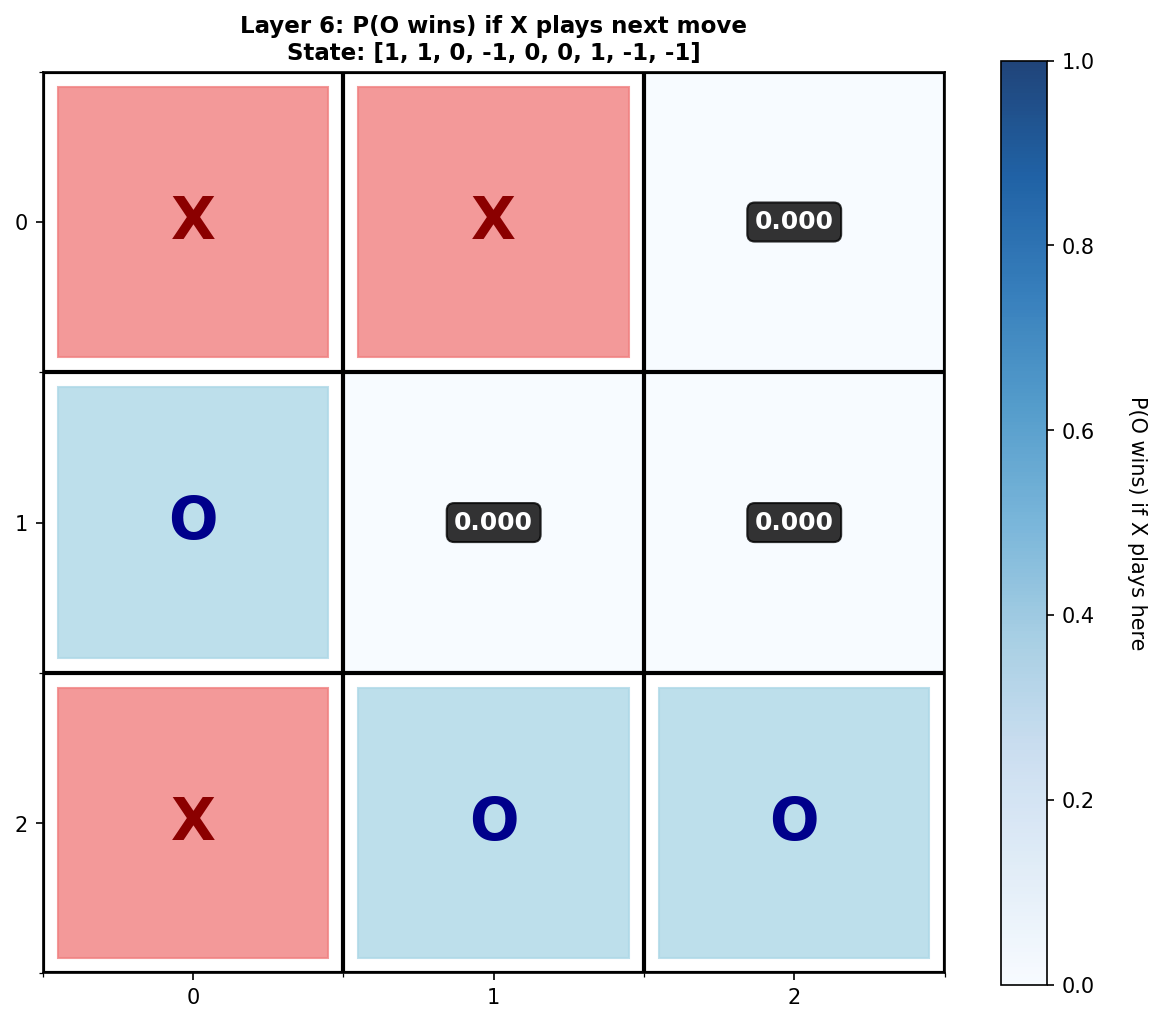 Layer 6: P(O wins) if X plays next move
State: [1, 1, 0, -1, 0, 0, 1, -1, -1]
X
X
0.000
O
0.000
0.000
X
O
O
0
1
2
0
1
2
1.0
0.8
0.6
0.4
0.2
0.0
P(O wins) if X plays here